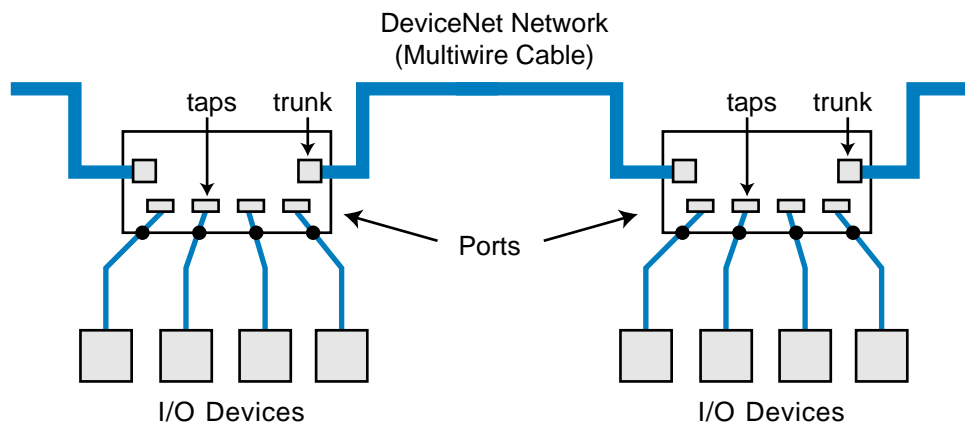 DeviceNet Network
(Multiwire Cable)
taps trunk
taps trunk
Ports
I/O Devices
I/O Devices